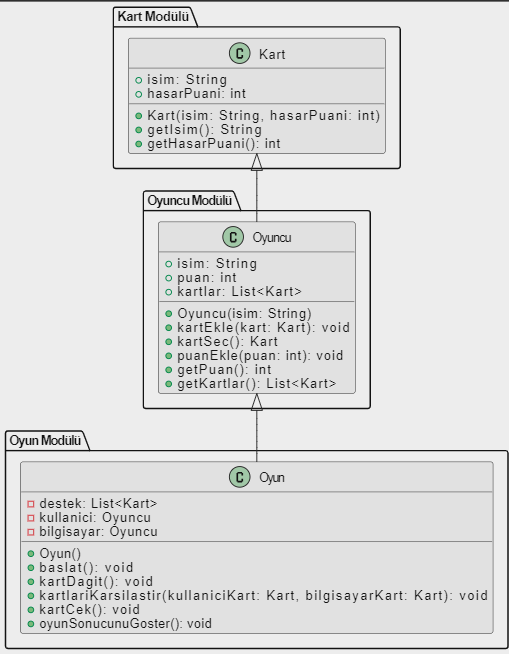 Kart Modülü
C Kart
isim: String
hasarPuani: int
Kart(isim: String, hasarPuani: int)
getIsim(): String
getHasarPuani(): int
Oyuncu Modülü
C Oyuncu
isim: String
puan: int
kartlar: List<Kart>
Oyuncu(isim: String)
kartEkle(kart: Kart): void
kartSec(): Kart
puanEkle(puan: int): void
getPuan(): int
getKartlar(): List<Kart>
Oyun Modülü
C Oyun
destek: List<Kart>
kullanici: Oyuncu
bilgisayar: Oyuncu
Oyun()
baslat(): void
kartDagit(): void
kartlariKarsilastir(kullaniciKart: Kart, bilgisayarKart: Kart): void
kartCek(): void
oyunSonucunuGoster(): void